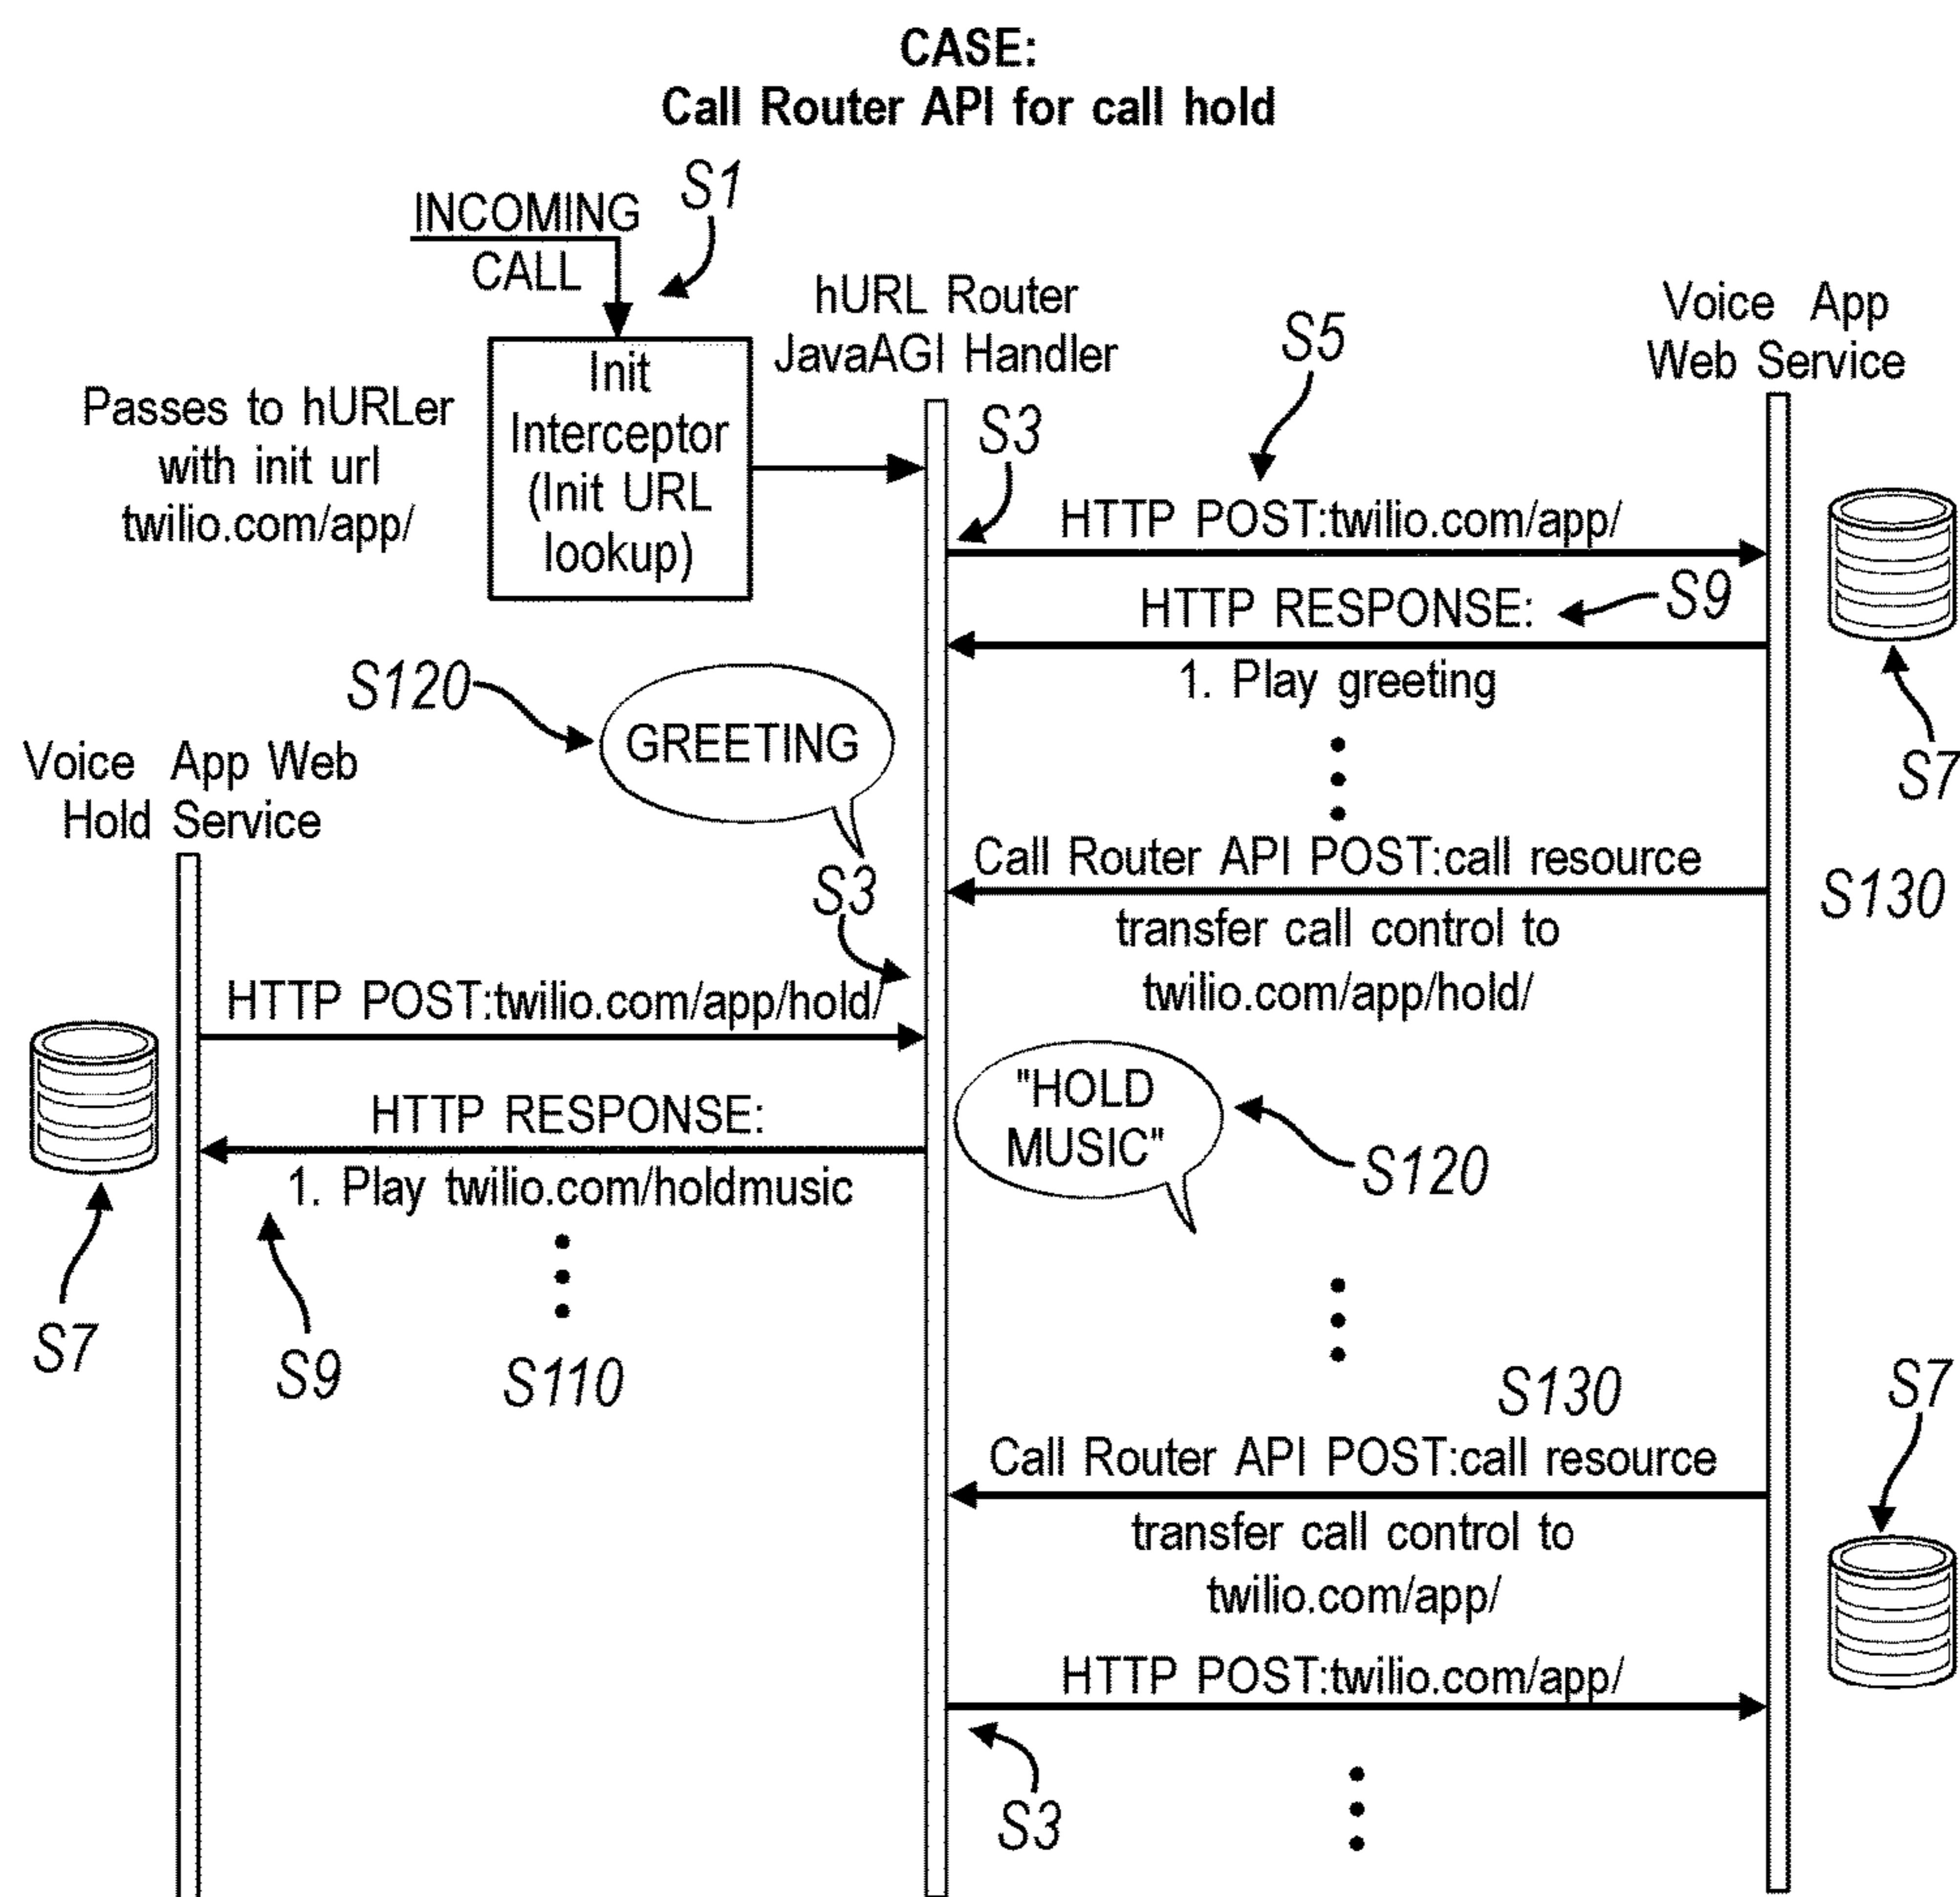 CASE:
Call Router API for call hold
S1
INCOMING
CALL
hURL Router
JavaAGI Handler
S5
Voice App
Web Service
Init
Interceptor
(Init URL
lookup)
Passes to hURLer
with init url
twilio.com/app/
S3
HTTP POST:twilio.com/app/
HTTP RESPONSE:
S9
1. Play greeting
S7
S120
GREETING
Voice App Web
Hold Service
S3
Call Router API POST:call resource
S130
transfer call control to
twilio.com/app/hold/
HTTP POST:twilio.com/app/hold/
"HOLD
MUSIC"
S120
HTTP RESPONSE:
1. Play twilio.com/holdmusic
S7
S9
S110
S130
S7
Call Router API POST:call resource
transfer call control to
twilio.com/app/
HTTP POST:twilio.com/app/
S3